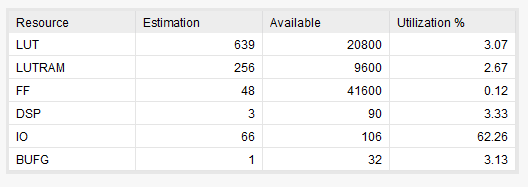 Resource Estimation Available Utilization %
LUT 639 20800 3.07
LUTRAM 256 9600 2.67
FF 48 41600 0.12
DSP 3 90 3.33
IO 66 106 62.26
BUFG 1 32 3.13